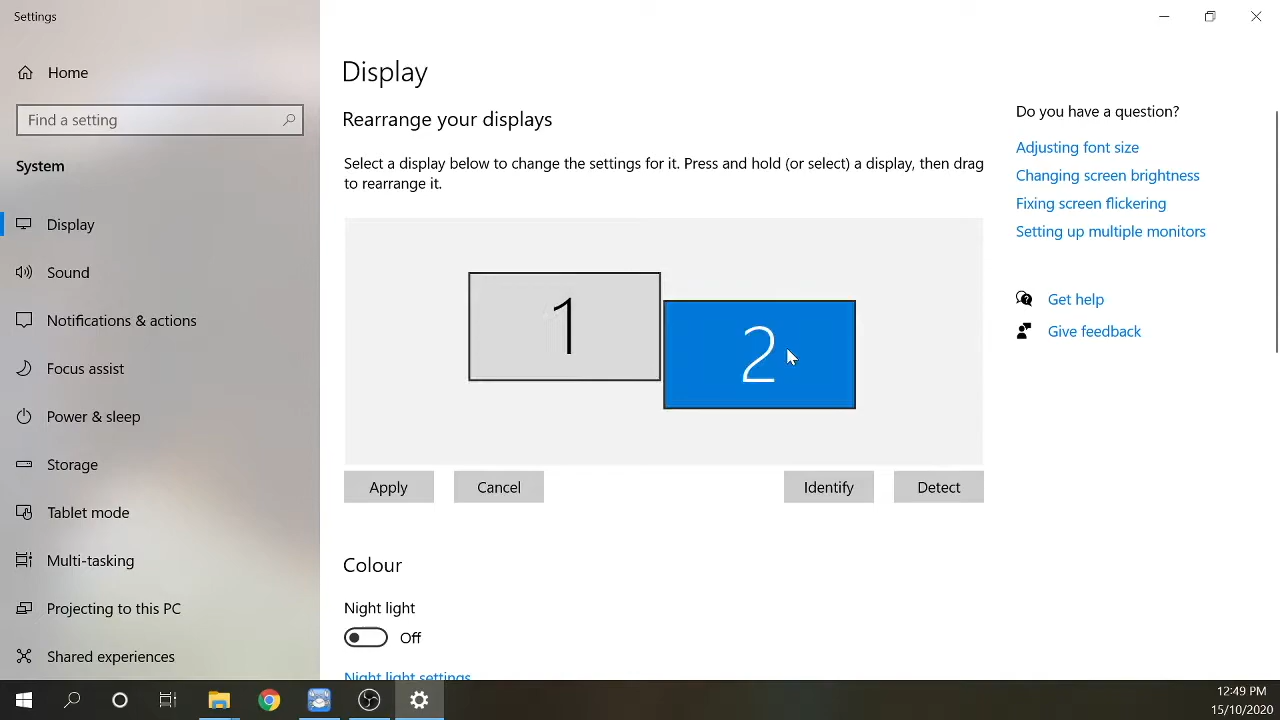 Settings
Home
Find a setting
System
Display
Sound
Notifications & actions
Focus assist
Power & sleep
Storage
Tablet mode
Multi-tasking
Projecting to this PC
Shared experiences
Display
Rearrange your displays
Select a display below to change the settings for it. Press and hold (or select) a display, then drag
to rearrange it.
1
2
Apply
Cancel
Identify
Detect
Colour
Night light
Off
Night light settings
Do you have a question?
Adjusting font size
Changing screen brightness
Fixing screen flickering
Setting up multiple monitors
Get help
Give feedback
12:49 PM
15/10/2020